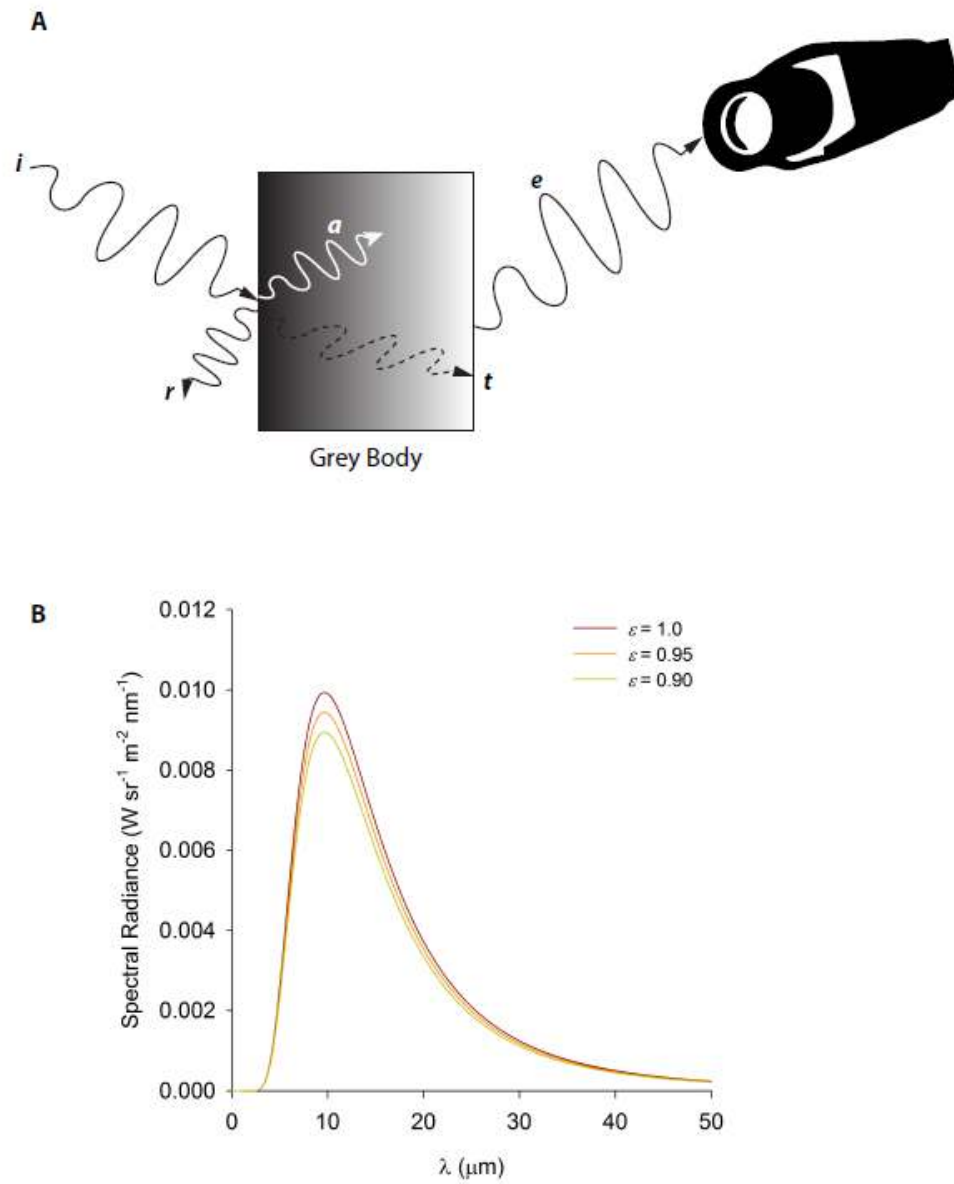 A
i
e
a
r
t
Grey Body
B
0.012
0.010
0.008
0.006
0.004
0.002
0.000
Spectral Radiance (W sr⁻¹ m⁻² nm⁻¹)
ε = 1.0
ε = 0.95
ε = 0.90
0 10 20 30 40 50
λ (μm)